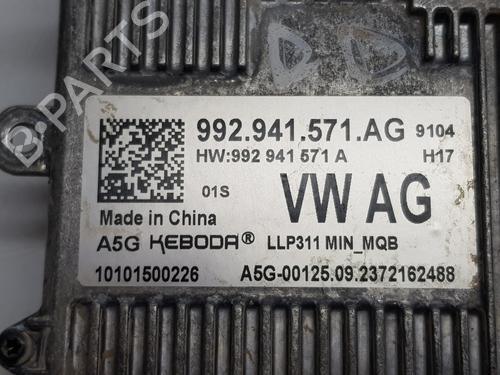 992.941.571.AG 9104
HW:992 941 571 A H17
01S VW AG
Made in China
A5G KEBODA® LLP311 MIN_MQB
10101500226 A5G-00125.09.2372162488
B-PARTS